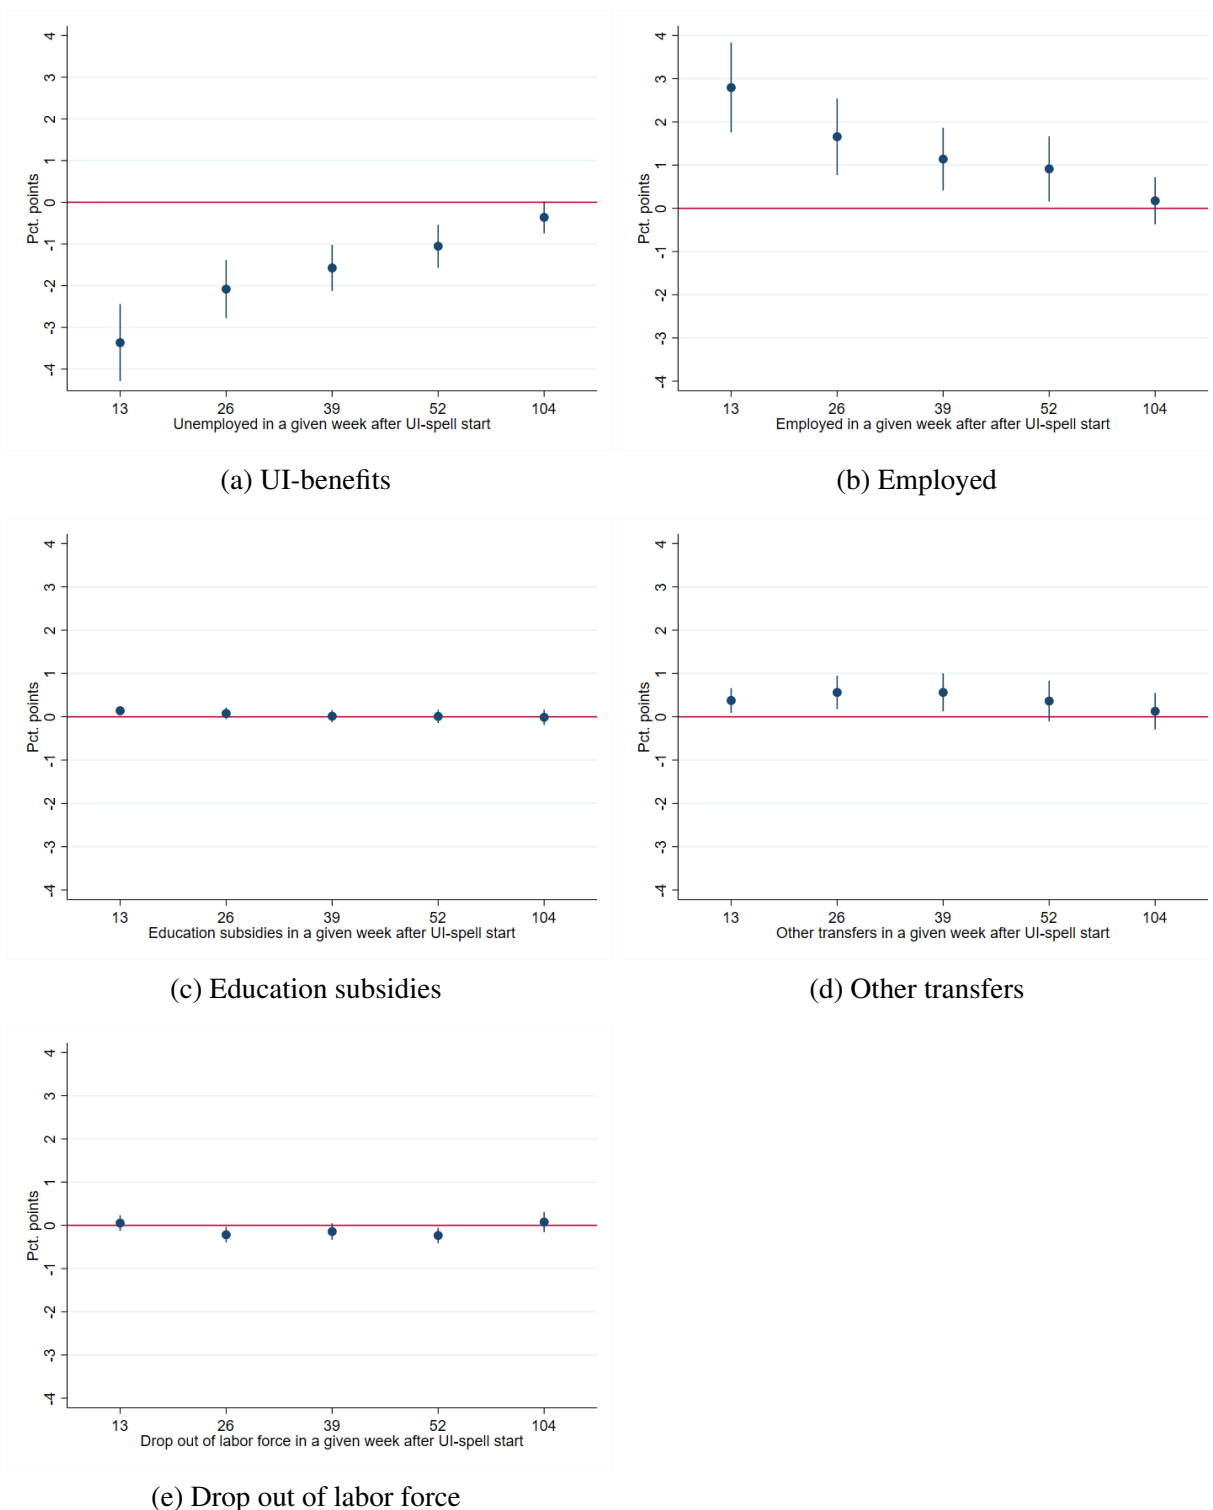 4
3
2
1
0
-1
-2
-3
-4
Pct. points
13 26 39 52 104
Unemployed in a given week after UI-spell start
(a) UI-benefits
4
3
2
1
0
-1
-2
-3
-4
Pct. points
13 26 39 52 104
Employed in a given week after after UI-spell start
(b) Employed
4
3
2
1
0
-1
-2
-3
-4
Pct. points
13 26 39 52 104
Education subsidies in a given week after UI-spell start
(c) Education subsidies
4
3
2
1
0
-1
-2
-3
-4
Pct. points
13 26 39 52 104
Other transfers in a given week after UI-spell start
(d) Other transfers
4
3
2
1
0
-1
-2
-3
-4
Pct. points
13 26 39 52 104
Drop out of labor force in a given week after UI-spell start
(e) Drop out of labor force